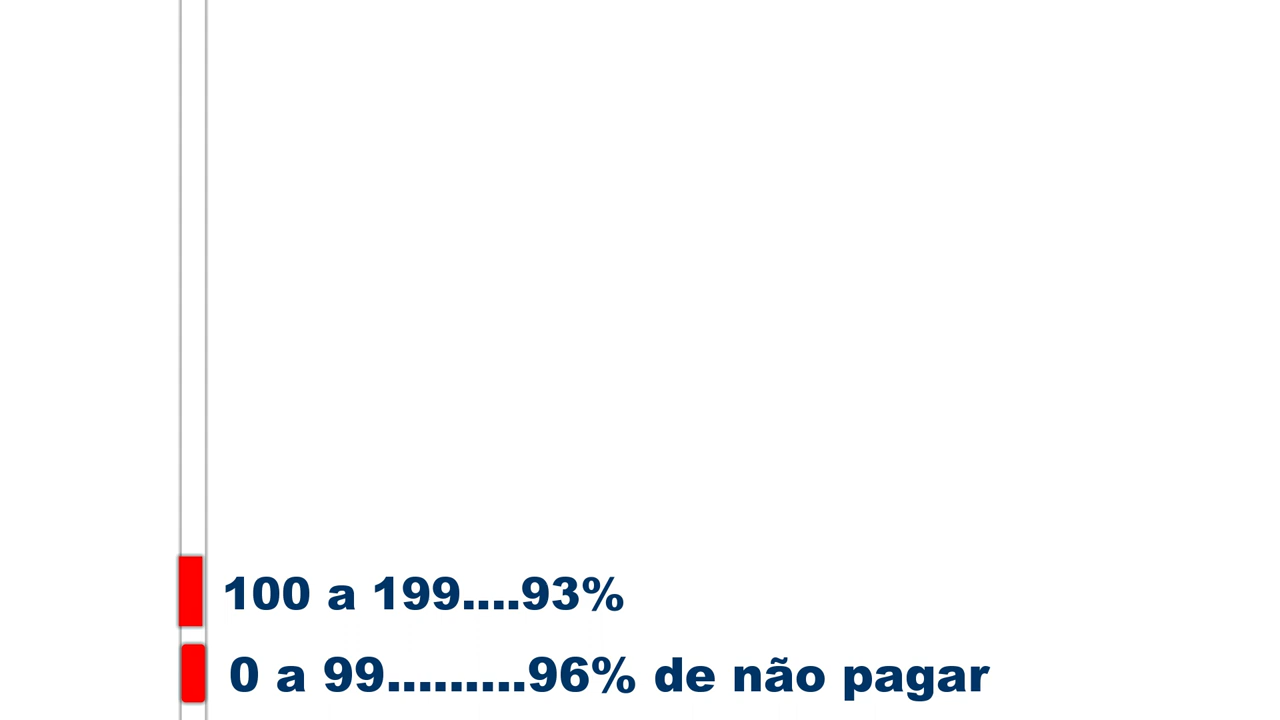 100 a 199....93%
0 a 99.........96% de não pagar